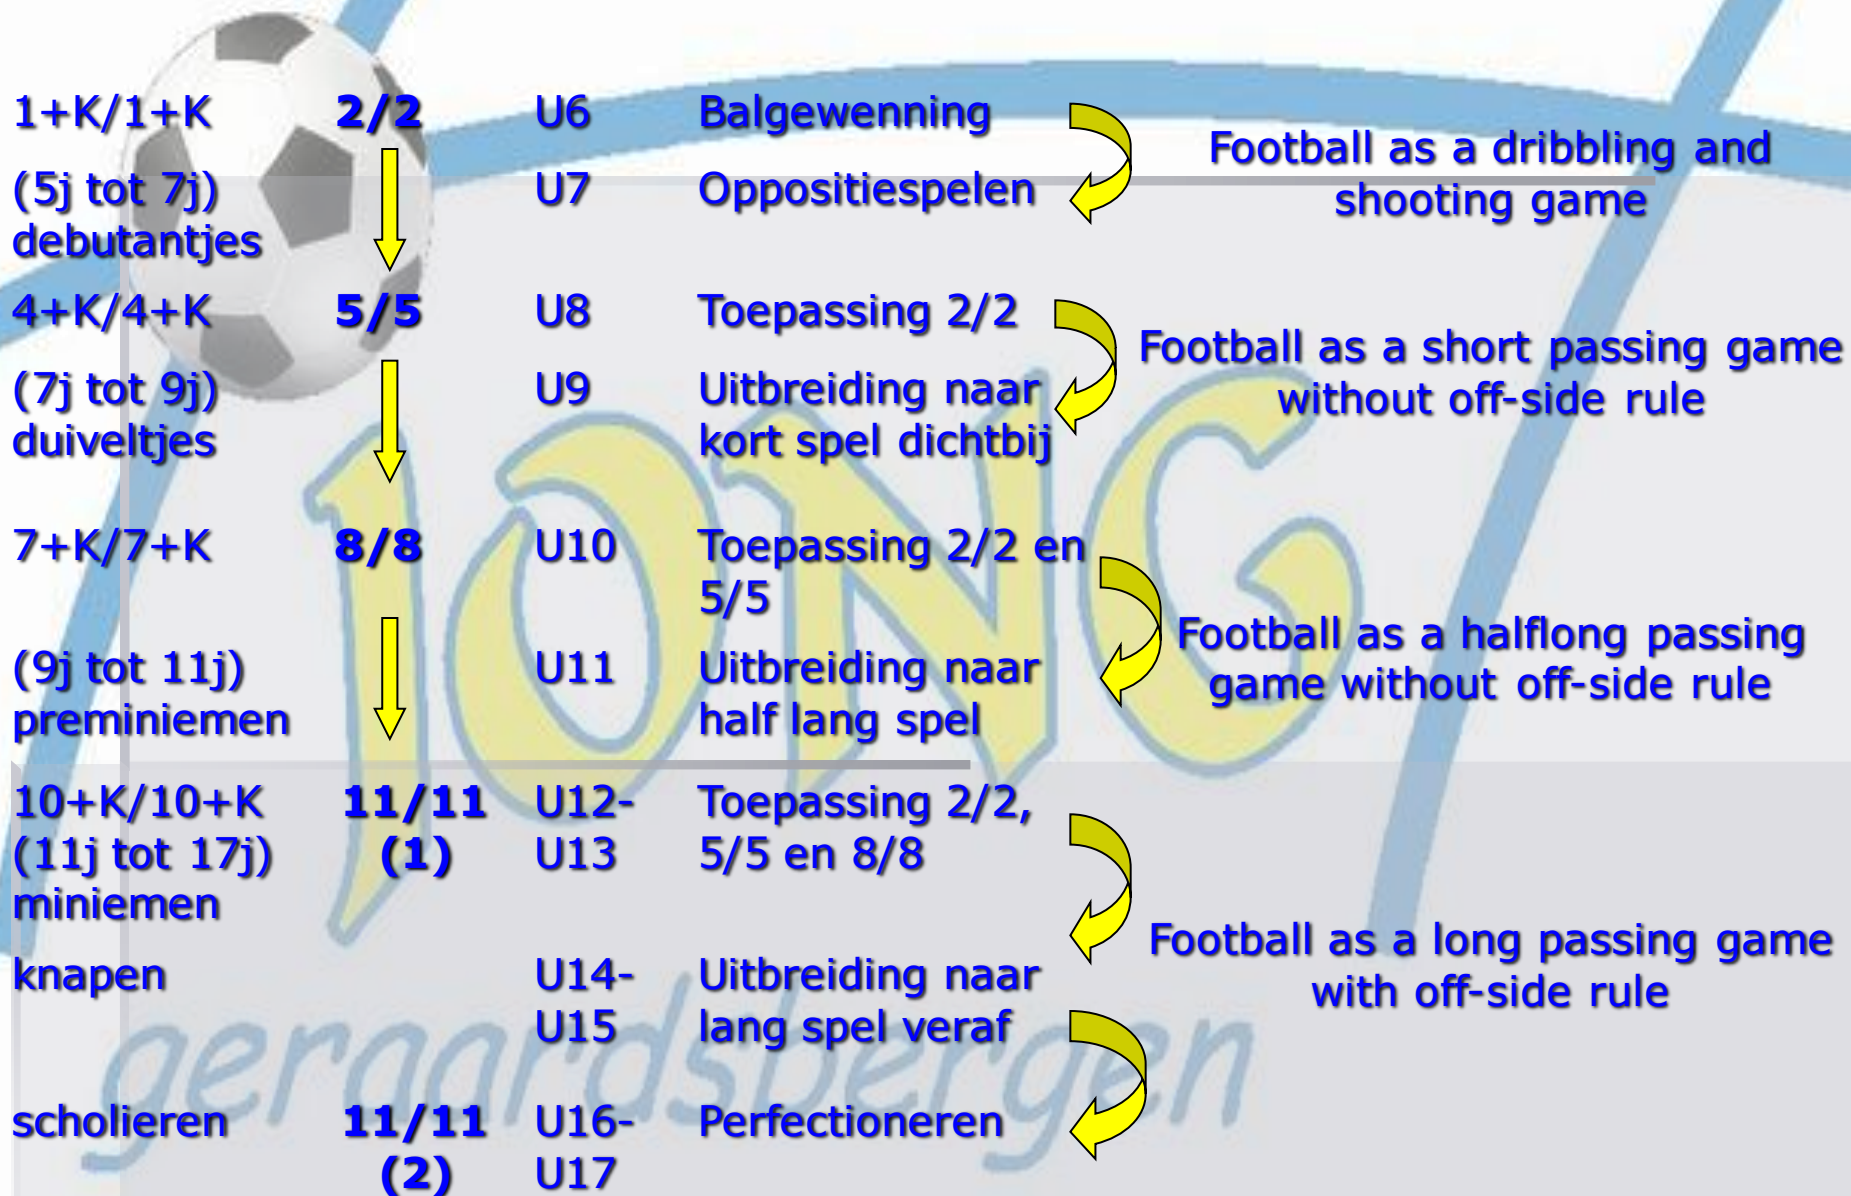 1+K/1+K 2/2 U6 Balgewenning
Football as a dribbling and
shooting game
(5j tot 7j) U7 Oppositiespelen
debutantjes
4+K/4+K 5/5 U8 Toepassing 2/2
Football as a short passing game
without off-side rule
(7j tot 9j) U9 Uitbreiding naar
duiveltjes kort spel dichtbij
7+K/7+K 8/8 U10 Toepassing 2/2 en
5/5
Football as a halflong passing
game without off-side rule
(9j tot 11j) U11 Uitbreiding naar
preminiemen half lang spel
10+K/10+K 11/11 U12- Toepassing 2/2,
(11j tot 17j) (1) U13 5/5 en 8/8
miniemen
Football as a long passing game
with off-side rule
knapen U14- Uitbreiding naar
U15 lang spel veraf
scholieren 11/11 U16- Perfectioneren
(2) U17
JONG
geraardsbergen